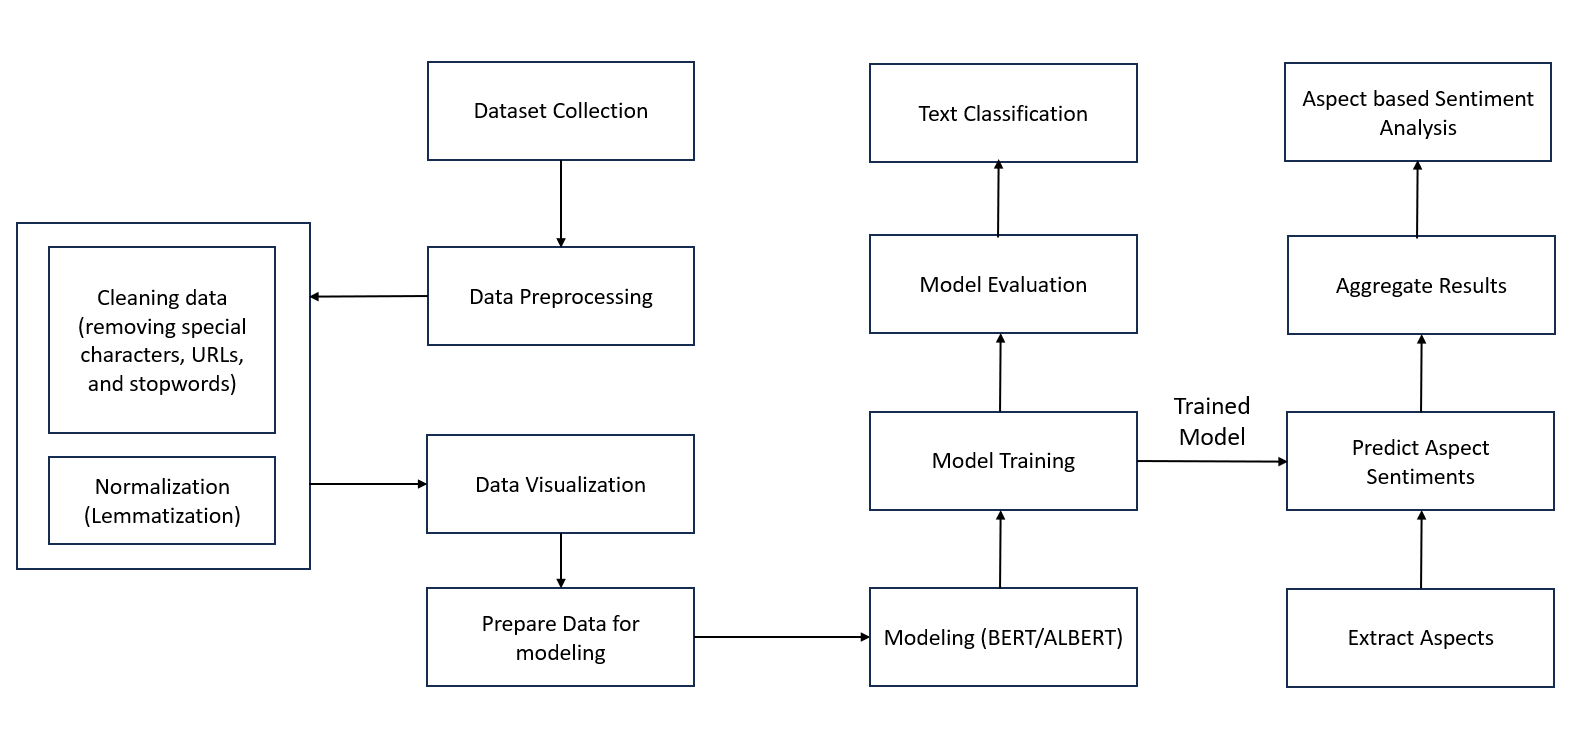 Dataset Collection
Data Preprocessing
Cleaning data
(removing special
characters, URLs,
and stopwords)
Normalization
(Lemmatization)
Data Visualization
Prepare Data for
modeling
Modeling (BERT/ALBERT)
Model Training
Model Evaluation
Text Classification
Trained
Model
Extract Aspects
Predict Aspect
Sentiments
Aggregate Results
Aspect based Sentiment
Analysis